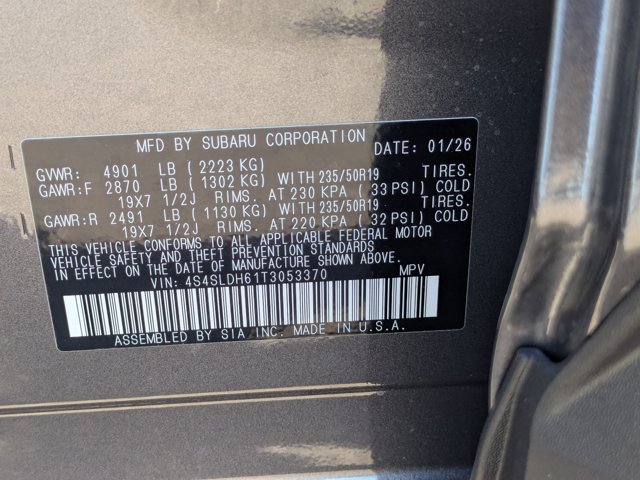 MFD BY SUBARU CORPORATION DATE: 01/26
GVWR: 4901 LB (2223 KG)
GAWR:F 2870 LB (1302 KG) WITH 235/50R19 TIRES.
19X7 1/2J RIMS. AT 230 KPA (33 PSI) COLD
GAWR:R 2491 LB (1130 KG) WITH 235/50R19 TIRES.
19X7 1/2J RIMS. AT 220 KPA (32 PSI) COLD
THIS VEHICLE CONFORMS TO ALL APPLICABLE FEDERAL MOTOR
VEHICLE SAFETY AND THEFT PREVENTION STANDARDS
IN EFFECT ON THE DATE OF MANUFACTURE SHOWN ABOVE.
VIN: 4S4SLDH61T3053370 MPV
ASSEMBLED BY SIA INC. MADE IN U.S.A.